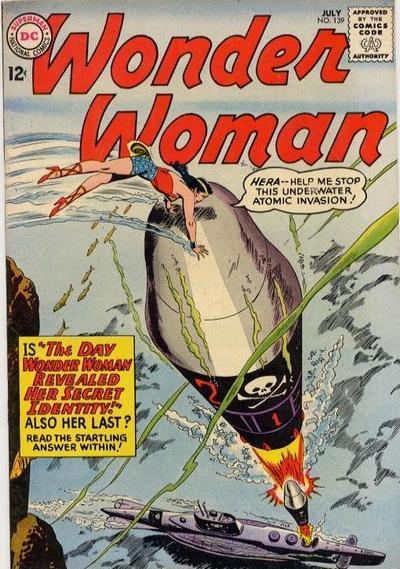 SUPERMAN
DC
NATIONAL COMICS
12¢
JULY
NO. 139
APPROVED
BY THE
COMICS
CODE
CA
AUTHORITY
Wonder
Woman
HERA--HELP ME STOP
THIS UNDERWATER
ATOMIC INVASION!
IS "The DAY
WONDER WOMAN
REVEALED
HER SECRET
IDENTITY!"
ALSO HER LAST?
READ THE STARTLING
ANSWER WITHIN!
2
1